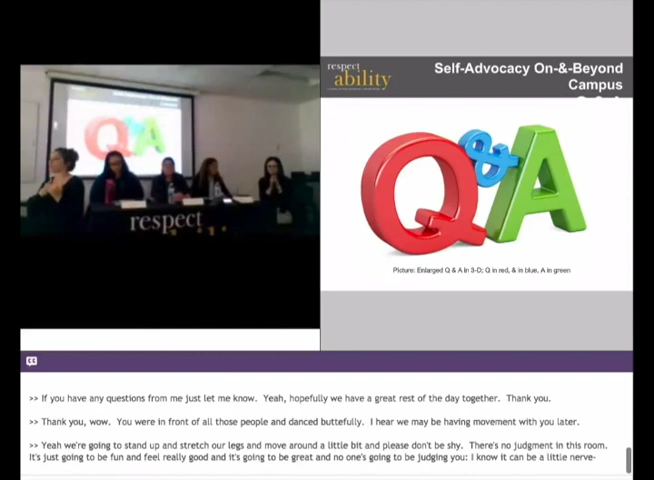 respect
ability
Self-Advocacy On-&-Beyond
Campus
Q&A
Q&A
Picture: Enlarged Q & A In 3-D; Q in red, & in blue, A in green
respect
>> If you have any questions from me just let me know. Yeah, hopefully we have a great rest of the day together. Thank you.
>> Thank you, wow. You were in front of all those people and danced buttefully. I hear we may be having movement with you later.
>> Yeah we're going to stand up and stretch our legs and move around a little bit and please don't be shy. There's no judgment in this room.
It's just going to be fun and feel really good and it's going to be great and no one's going to be judging you: I know it can be a little nerve-